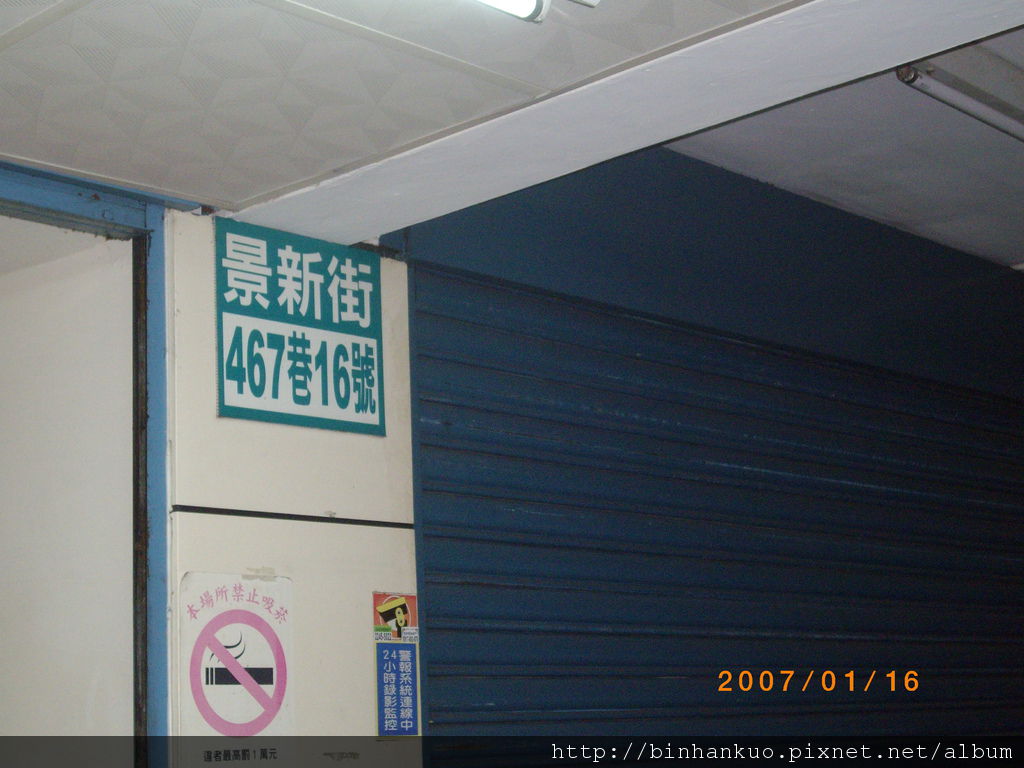 景新街
467巷16號
本場所禁止吸菸
警報系統連線中
24小時錄影監控
違者最高罰1萬元
2007/01/16
http://binhankuo.pixnet.net/album